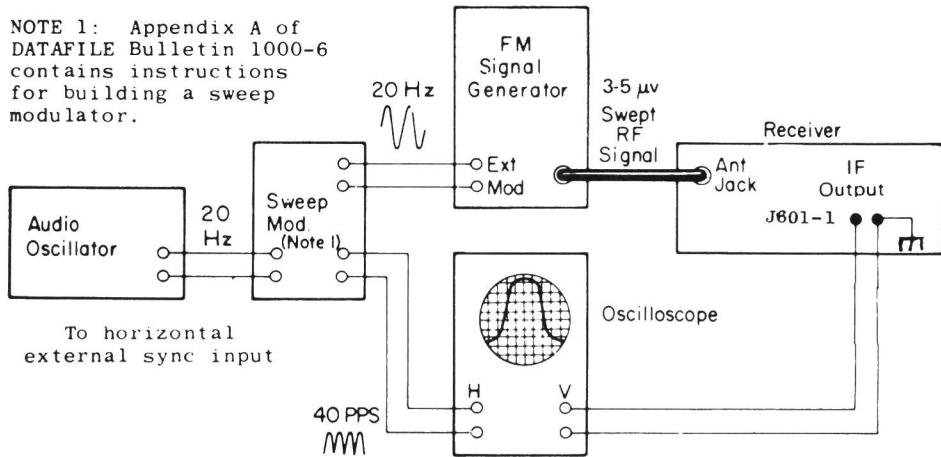 NOTE 1: Appendix A of
DATAFILE Bulletin 1000-6
contains instructions
for building a sweep
modulator.
FM
Signal
Generator
20 Hz
3-5 μv
Swept
RF
Signal
Receiver
Ext
Mod
Ant
Jack
IF
Output
J601-1
Audio
Oscillator
20
Hz
Sweep
Mod.
(Note 1)
To horizontal
external sync input
Oscilloscope
H
V
40 PPS